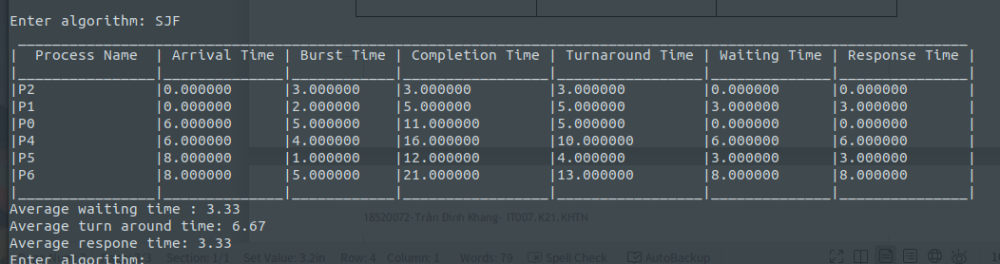 Enter algorithm: SJF
| Process Name | Arrival Time | Burst Time | Completion Time | Turnaround Time | Waiting Time | Response Time |
|P2 |0.000000 |3.000000 |3.000000 |3.000000 |0.000000 |0.000000 |
|P1 |0.000000 |2.000000 |5.000000 |5.000000 |3.000000 |3.000000 |
|P0 |6.000000 |5.000000 |11.000000 |5.000000 |0.000000 |0.000000 |
|P4 |6.000000 |4.000000 |16.000000 |10.000000 |6.000000 |6.000000 |
|P5 |8.000000 |1.000000 |12.000000 |4.000000 |3.000000 |3.000000 |
|P6 |8.000000 |5.000000 |21.000000 |13.000000 |8.000000 |8.000000 |
Average waiting time : 3.33
18520072-Trần Đình Khang- IT007.K21.KHTN
Average turn around time: 6.67
Average respone time: 3.33
Enter algorithm:
Section: 1/1 Set Value: 3.2in Row: 4 Column: 1 Words: 79 Spell Check AutoBackup